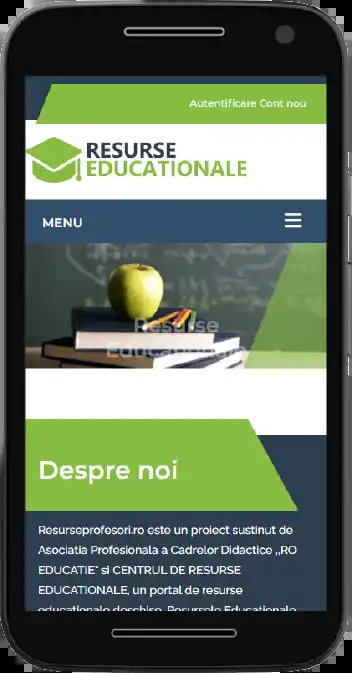 Autentificare Cont nou
RESURSE
EDUCATIONALE
MENU
Resurse
Educationale
Despre noi
Resurseprofesori.ro este un proiect sustinut de
Asociatia Profesionala a Cadrelor Didactice „RO
EDUCATIE" si CENTRUL DE RESURSE
EDUCATIONALE, un portal de resurse
educationale deschise. Resursele Educationale